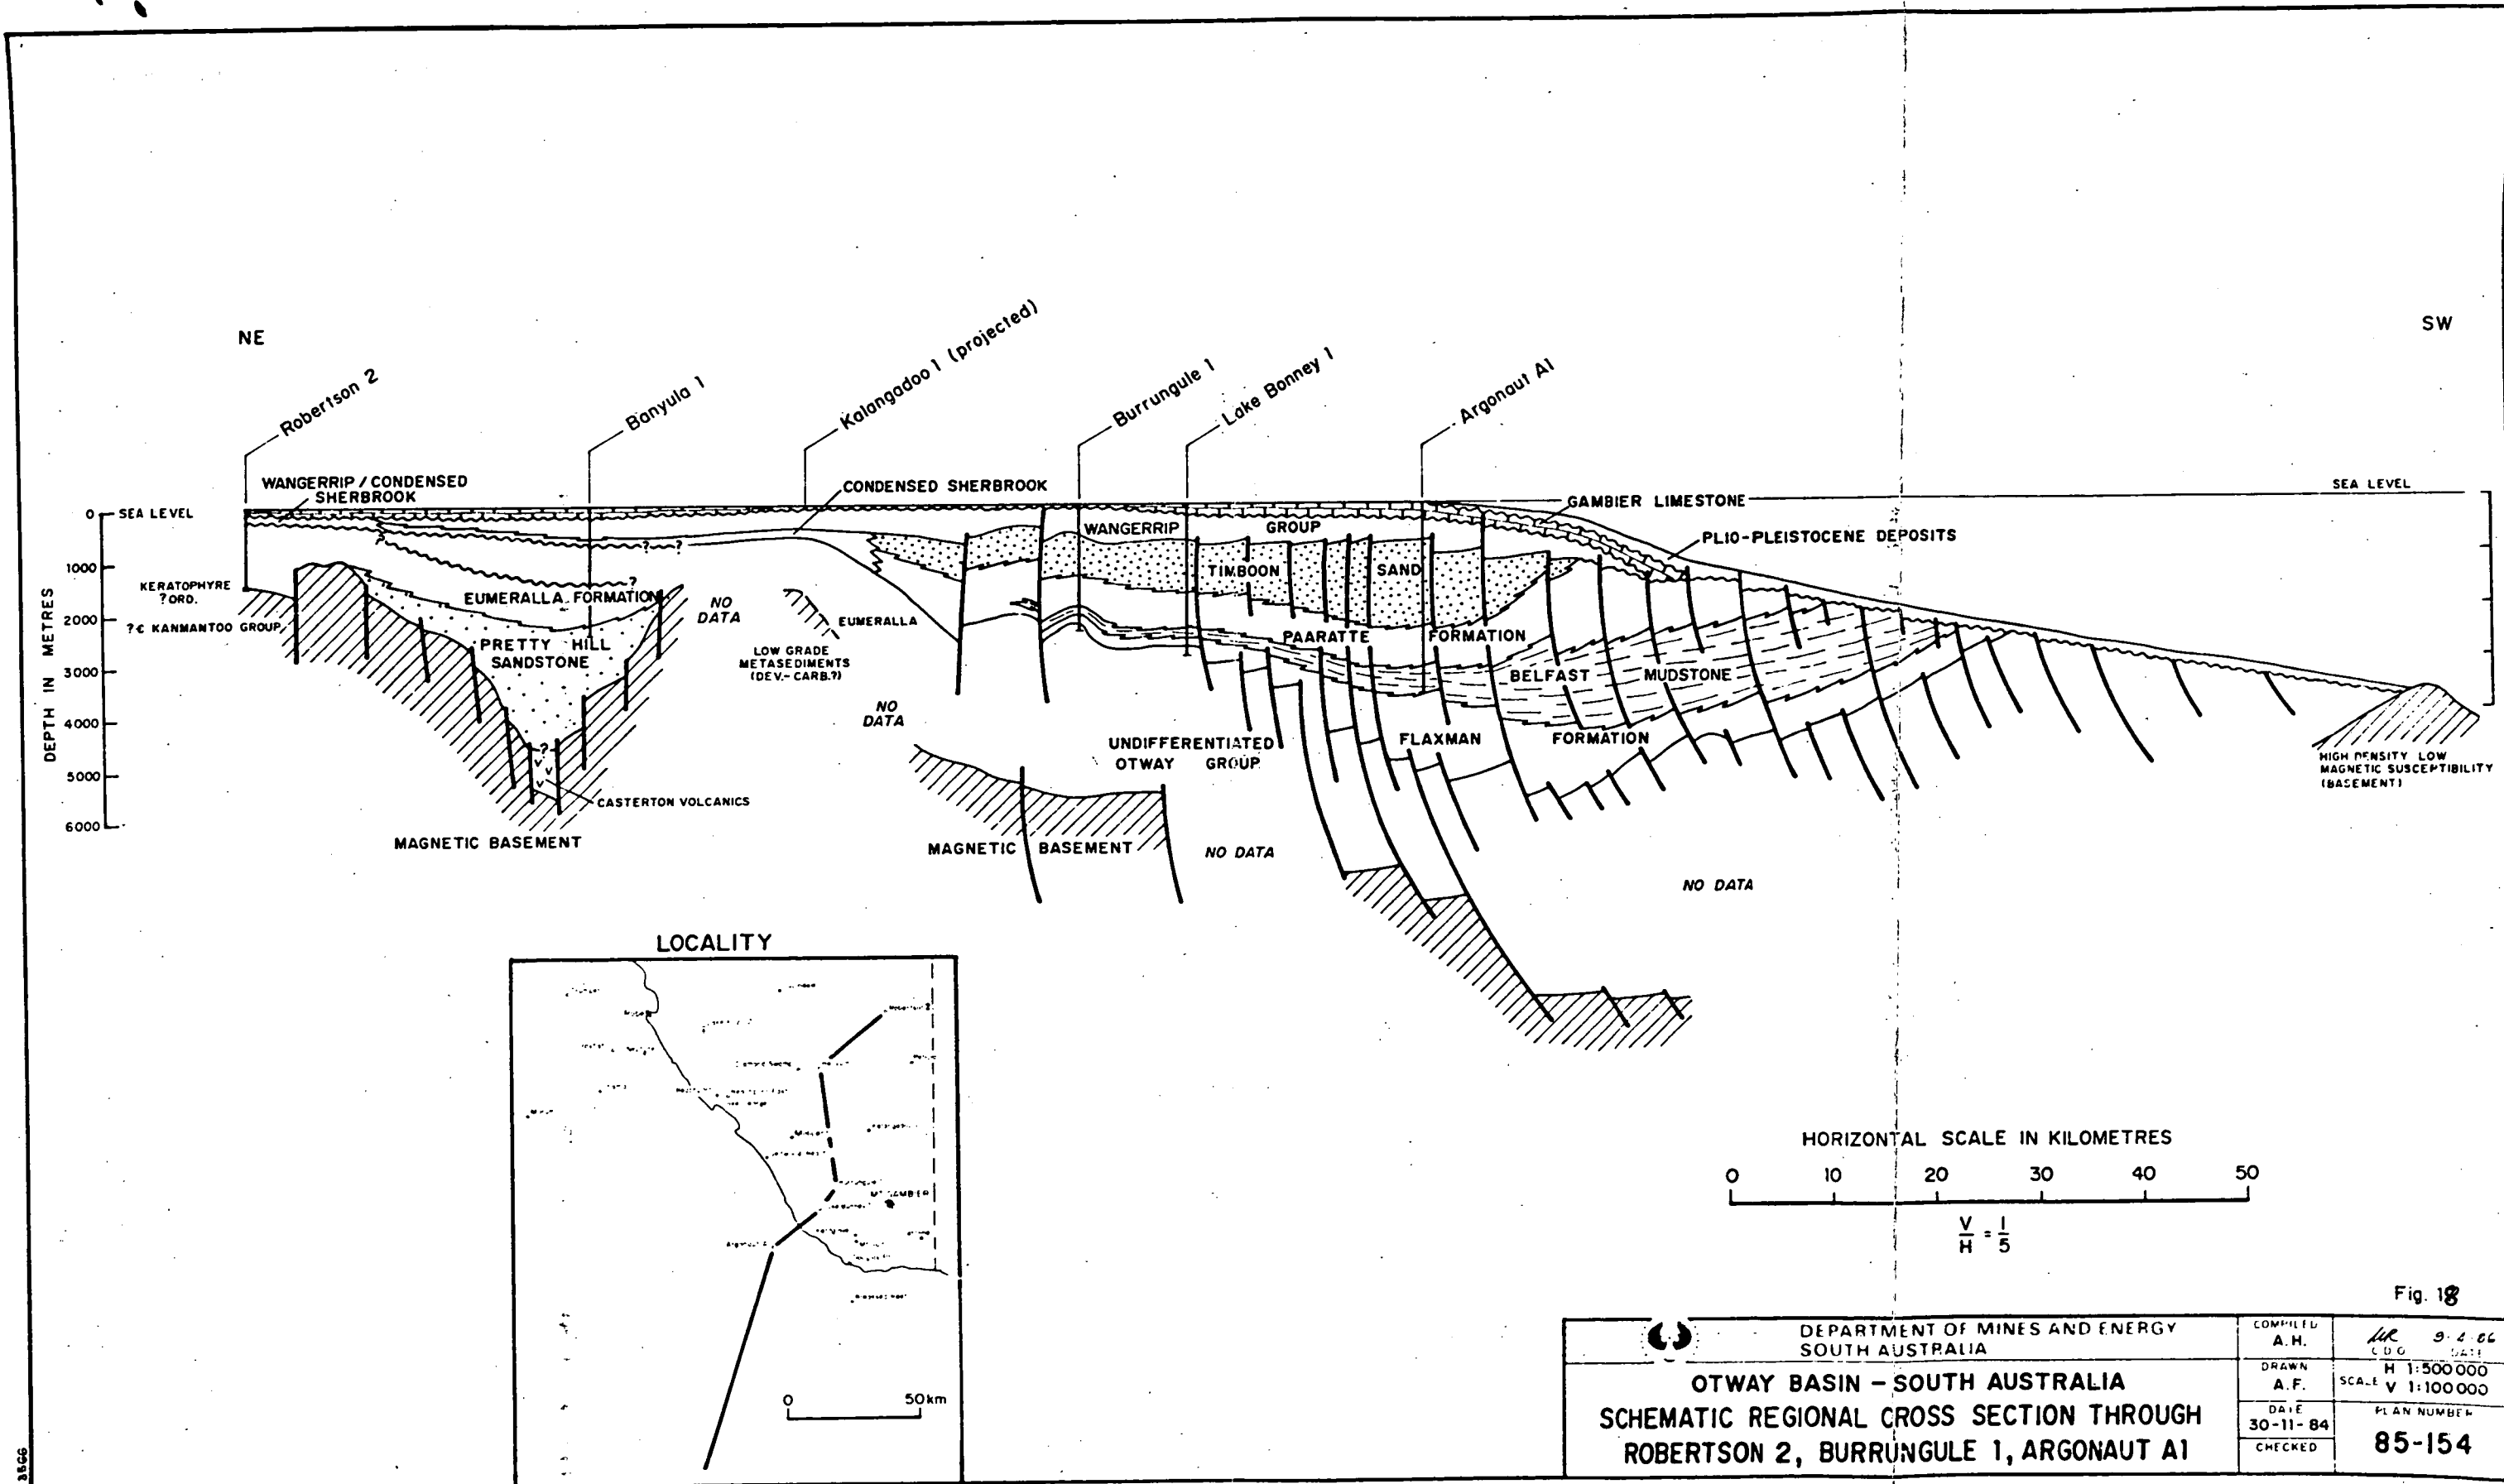 NE
SW
Robertson 2
Banyula 1
Kalangadoo 1 (projected)
Burrungule 1
Lake Bonney 1
Argonaut A1
WANGERRIP / CONDENSED
SHERBROOK
CONDENSED SHERBROOK
GAMBIER LIMESTONE
SEA LEVEL
0
SEA LEVEL
WANGERRIP GROUP
PLIO-PLEISTOCENE DEPOSITS
1000
2000
3000
4000
5000
6000
DEPTH IN METRES
KERATOPHYRE
?ORD.
?Є KANMANTOO GROUP
? ?
?
EUMERALLA FORMATION
NO
DATA
EUMERALLA
TIMBOON SAND
PRETTY HILL
SANDSTONE
LOW GRADE
METASEDIMENTS
(DEV.-CARB.?)
PAARATTE FORMATION
BELFAST MUDSTONE
NO
DATA
?
V
V
V
CASTERTON VOLCANICS
UNDIFFERENTIATED
OTWAY GROUP
FLAXMAN FORMATION
HIGH DENSITY LOW
MAGNETIC SUSCEPTIBILITY
(BASEMENT)
MAGNETIC BASEMENT
MAGNETIC BASEMENT
NO DATA
NO DATA
LOCALITY
Robertson 2
MT GAMBIER
Argonaut A1
0 50km
HORIZONTAL SCALE IN KILOMETRES
0 10 20 30 40 50
V/H = 1/5
Fig. 18
DEPARTMENT OF MINES AND ENERGY
SOUTH AUSTRALIA
OTWAY BASIN – SOUTH AUSTRALIA
SCHEMATIC REGIONAL CROSS SECTION THROUGH
ROBERTSON 2, BURRUNGULE 1, ARGONAUT A1
COMPILED
A.H.
C D O DATE
DRAWN
A.F.
SCALE H 1:500 000
V 1:100 000
DATE
30-11-84
PLAN NUMBER
85-154
CHECKED